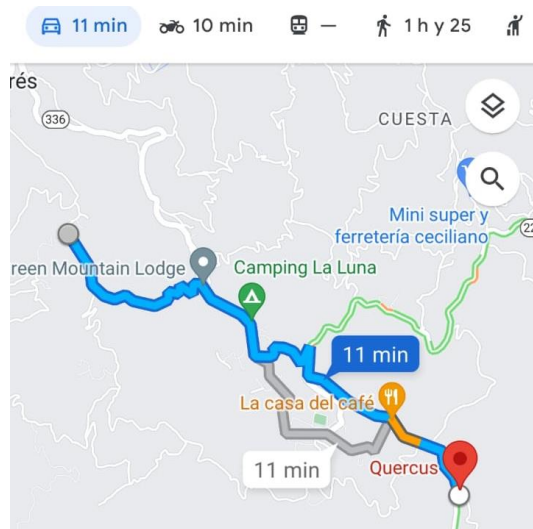 11 min
10 min
—
1 h y 25
rés
336
CUESTA
Mini super y
ferretería ceciliano
22
reen Mountain Lodge
Camping La Luna
11 min
La casa del café
11 min
Quercus